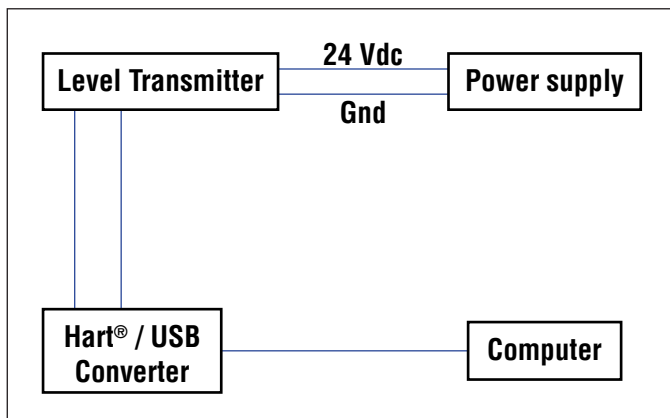 24 Vdc
Level Transmitter
Power supply
Gnd
Hart® / USB
Converter
Computer